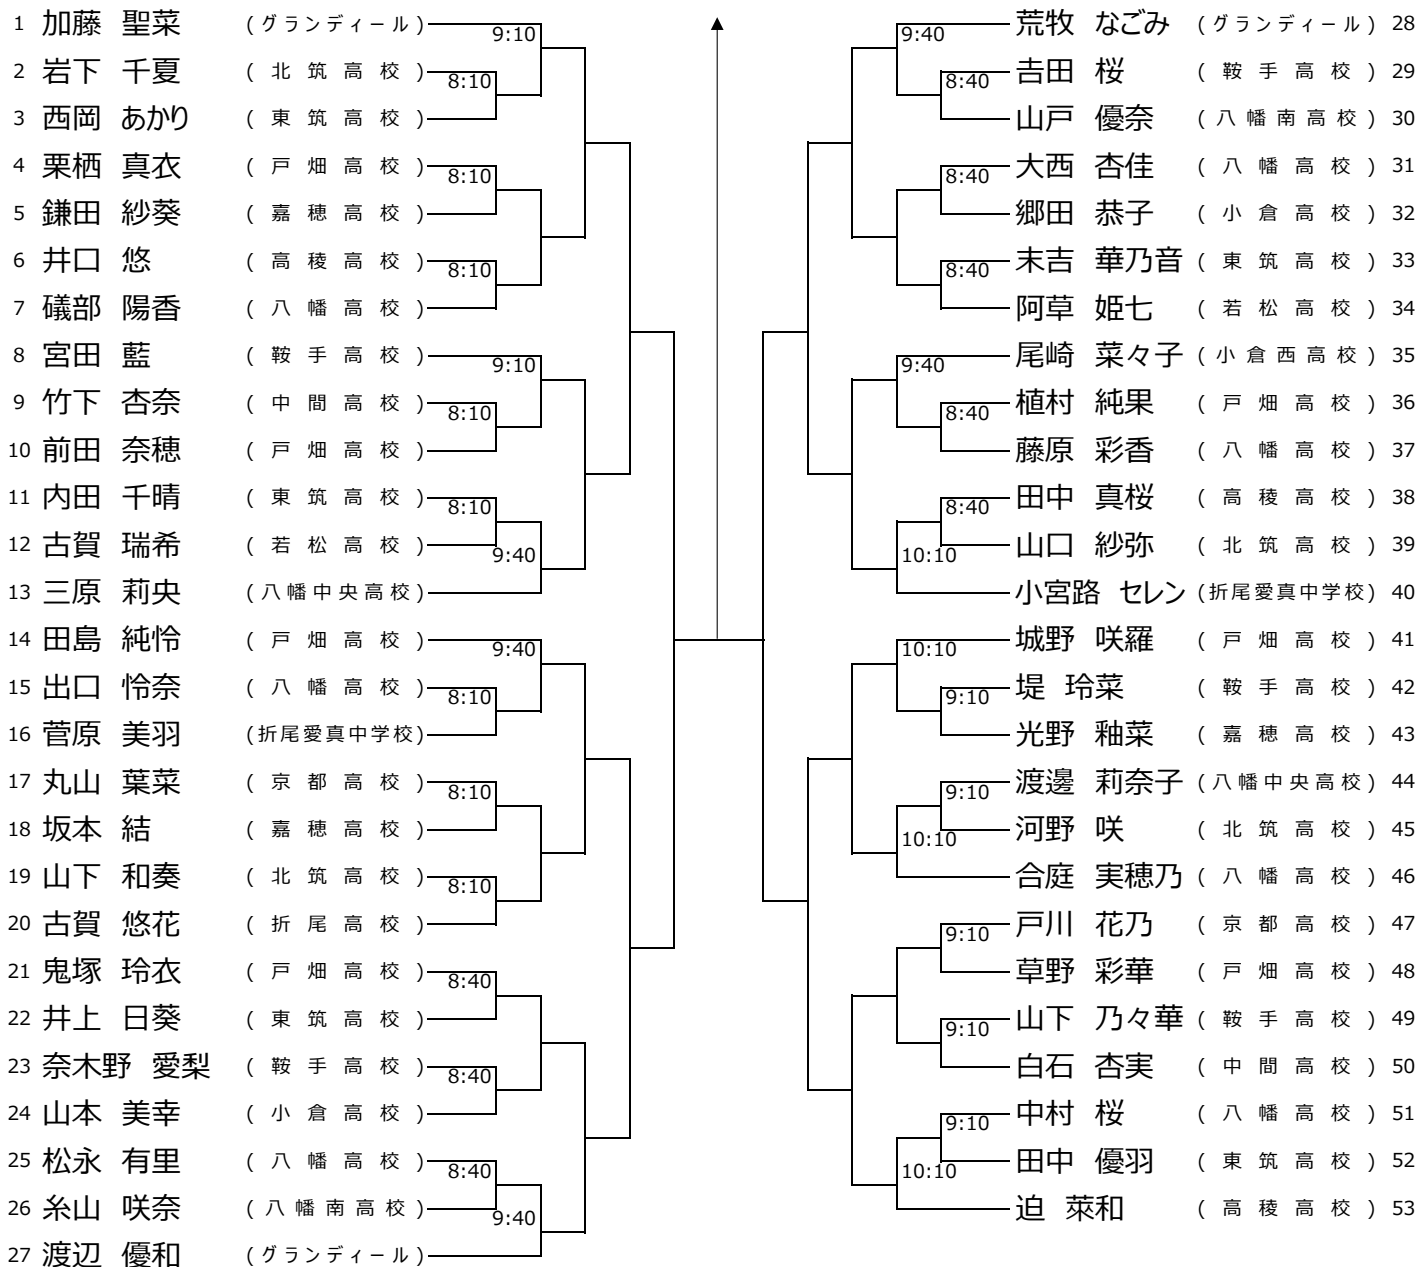 1 加藤 聖菜 (グランディール)
9:10
2 岩下 千夏 (北筑高校)
8:10
3 西岡 あかり (東筑高校)
4 栗栖 真衣 (戸畑高校)
8:10
5 鎌田 紗葵 (嘉穂高校)
6 井口 悠 (高稜高校)
8:10
7 礒部 陽香 (八幡高校)
8 宮田 藍 (鞍手高校)
9:10
9 竹下 杏奈 (中間高校)
8:10
10 前田 奈穂 (戸畑高校)
11 内田 千晴 (東筑高校)
8:10
12 古賀 瑞希 (若松高校)
9:40
13 三原 莉央 (八幡中央高校)
14 田島 純怜 (戸畑高校)
9:40
15 出口 怜奈 (八幡高校)
8:10
16 菅原 美羽 (折尾愛真中学校)
17 丸山 葉菜 (京都高校)
8:10
18 坂本 結 (嘉穂高校)
19 山下 和奏 (北筑高校)
8:10
20 古賀 悠花 (折尾高校)
21 鬼塚 玲衣 (戸畑高校)
8:40
22 井上 日葵 (東筑高校)
23 奈木野 愛梨 (鞍手高校)
8:40
24 山本 美幸 (小倉高校)
25 松永 有里 (八幡高校)
8:40
26 糸山 咲奈 (八幡南高校)
9:40
27 渡辺 優和 (グランディール)
荒牧 なごみ (グランディール) 28
9:40
𠮷田 桜 (鞍手高校) 29
8:40
山戸 優奈 (八幡南高校) 30
大西 杏佳 (八幡高校) 31
8:40
郷田 恭子 (小倉高校) 32
末吉 華乃音 (東筑高校) 33
8:40
阿草 姫七 (若松高校) 34
尾崎 菜々子 (小倉西高校) 35
9:40
植村 純果 (戸畑高校) 36
8:40
藤原 彩香 (八幡高校) 37
田中 真桜 (高稜高校) 38
8:40
山口 紗弥 (北筑高校) 39
10:10
小宮路 セレン (折尾愛真中学校) 40
城野 咲羅 (戸畑高校) 41
10:10
堤 玲菜 (鞍手高校) 42
9:10
光野 釉菜 (嘉穂高校) 43
渡邊 莉奈子 (八幡中央高校) 44
9:10
河野 咲 (北筑高校) 45
10:10
合庭 実穂乃 (八幡高校) 46
戸川 花乃 (京都高校) 47
9:10
草野 彩華 (戸畑高校) 48
山下 乃々華 (鞍手高校) 49
9:10
白石 杏実 (中間高校) 50
中村 桜 (八幡高校) 51
9:10
田中 優羽 (東筑高校) 52
10:10
迫 萊和 (高稜高校) 53